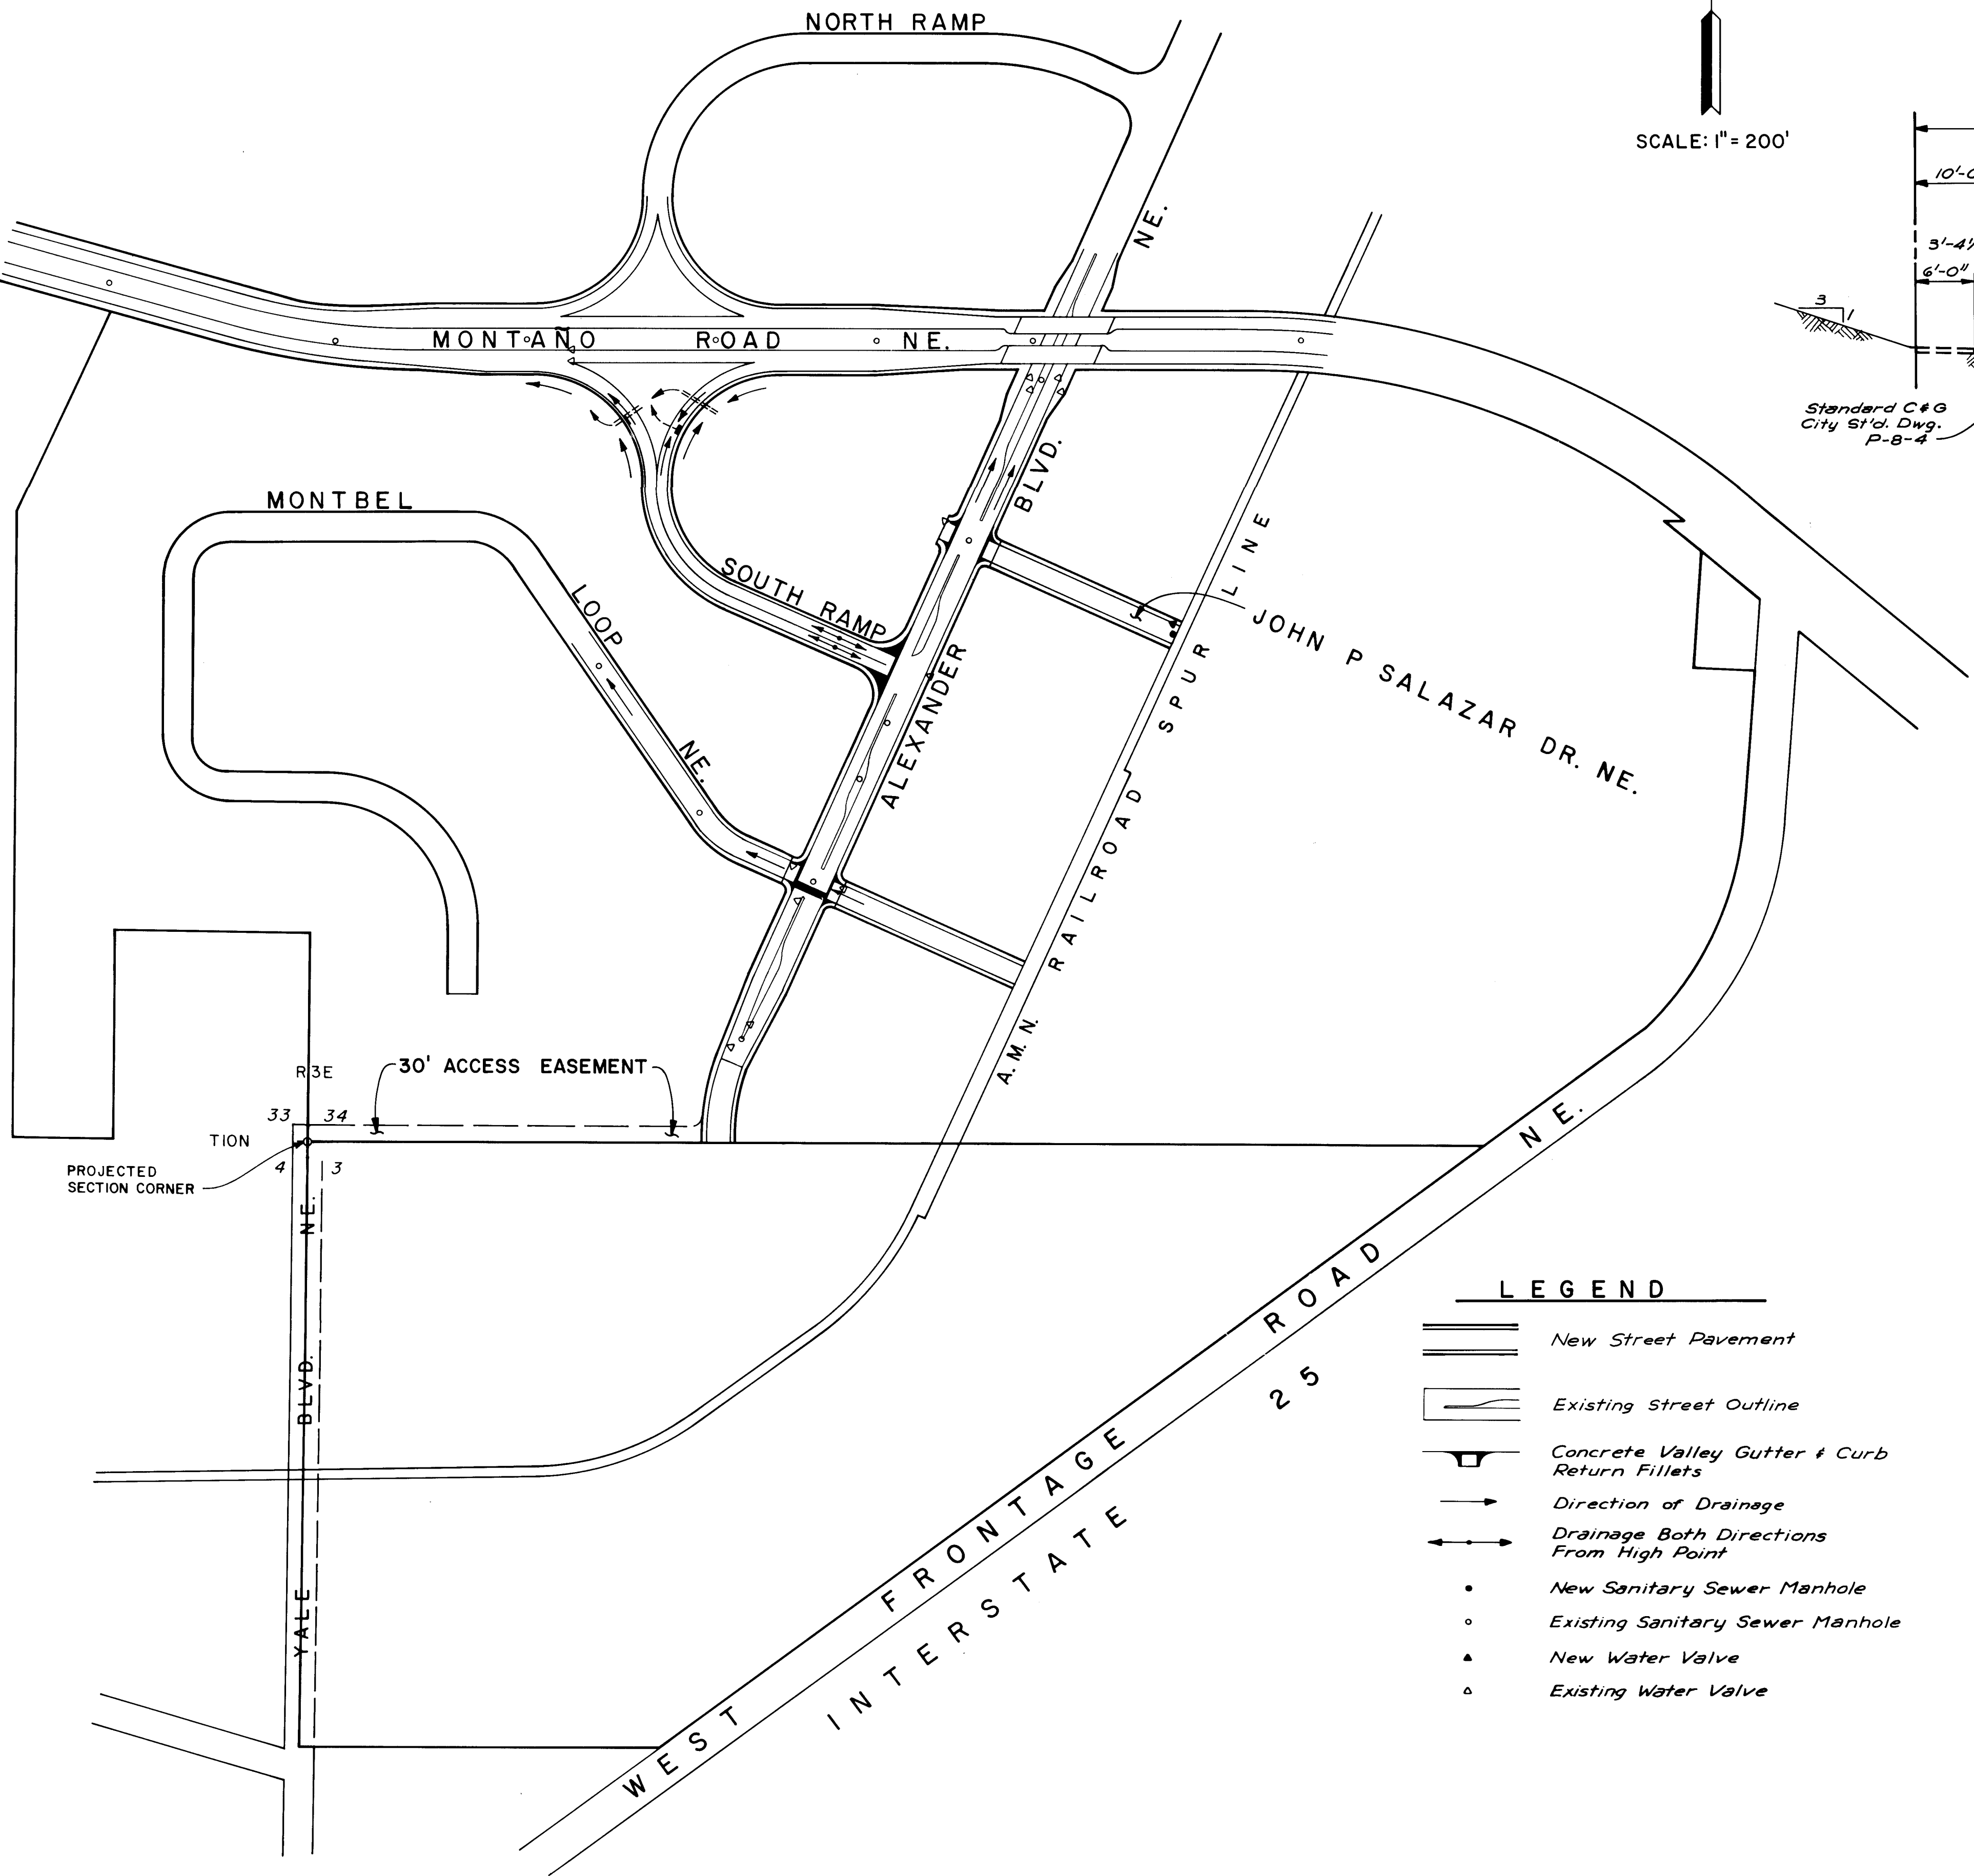 NORTH RAMP
SCALE: 1" = 200'
10'-0
3'-4½
6'-0"
3
1
Standard C & G
City St'd. Dwg.
P-8-4
NE.
MONTAÑO ROAD NE.
BLVD.
ALEXANDER
MONTBEL
LOOP
NE.
SOUTH RAMP
JOHN P SALAZAR DR. NE.
A.M.N. RAILROAD SPUR LINE
R 3E
30' ACCESS EASEMENT
33 34
TION
4 3
PROJECTED
SECTION CORNER
YALE BLVD. NE.
WEST FRONTAGE ROAD NE.
INTERSTATE 25
LEGEND
New Street Pavement
Existing Street Outline
Concrete Valley Gutter & Curb
Return Fillets
Direction of Drainage
Drainage Both Directions
From High Point
New Sanitary Sewer Manhole
Existing Sanitary Sewer Manhole
New Water Valve
Existing Water Valve